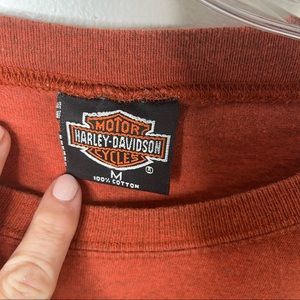 MOTOR
HARLEY-DAVIDSON
CYCLES
®
M
100% COTTON